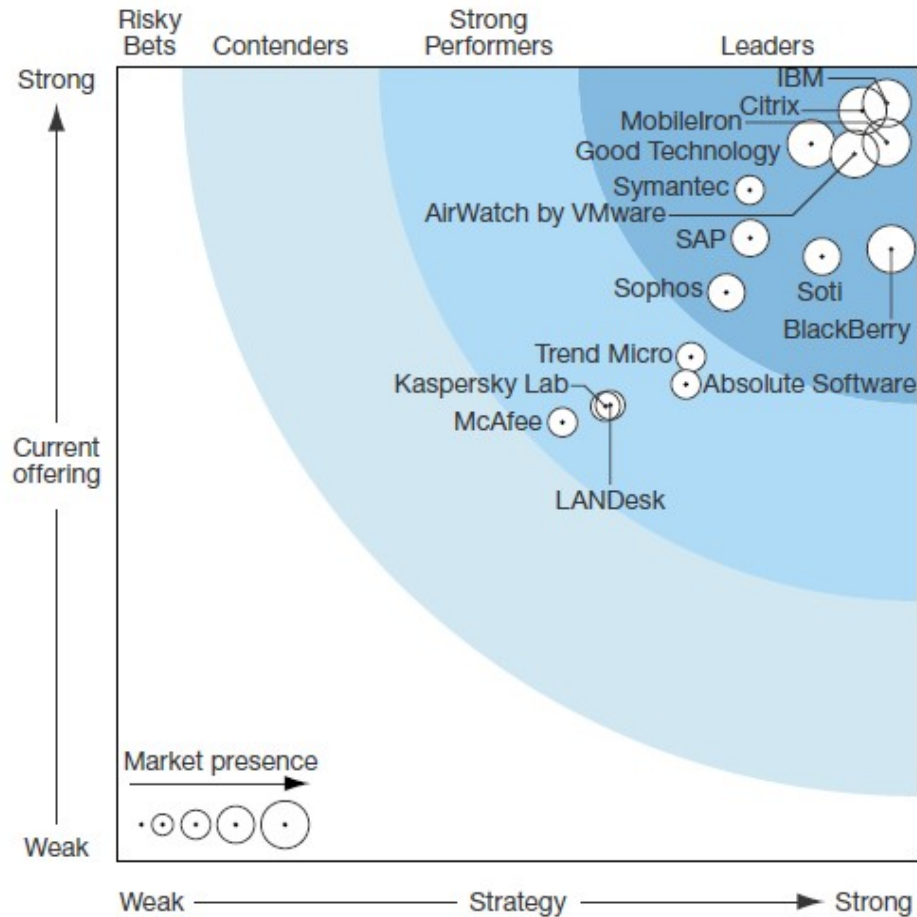 Risky
Bets
Contenders
Strong
Performers
Leaders
Strong
IBM
Citrix
MobileIron
Good Technology
Symantec
AirWatch by VMware
SAP
Sophos
Soti
BlackBerry
Trend Micro
Kaspersky Lab
Absolute Software
McAfee
Current
offering
LANDesk
Market presence
Weak
Weak
Strategy
Strong